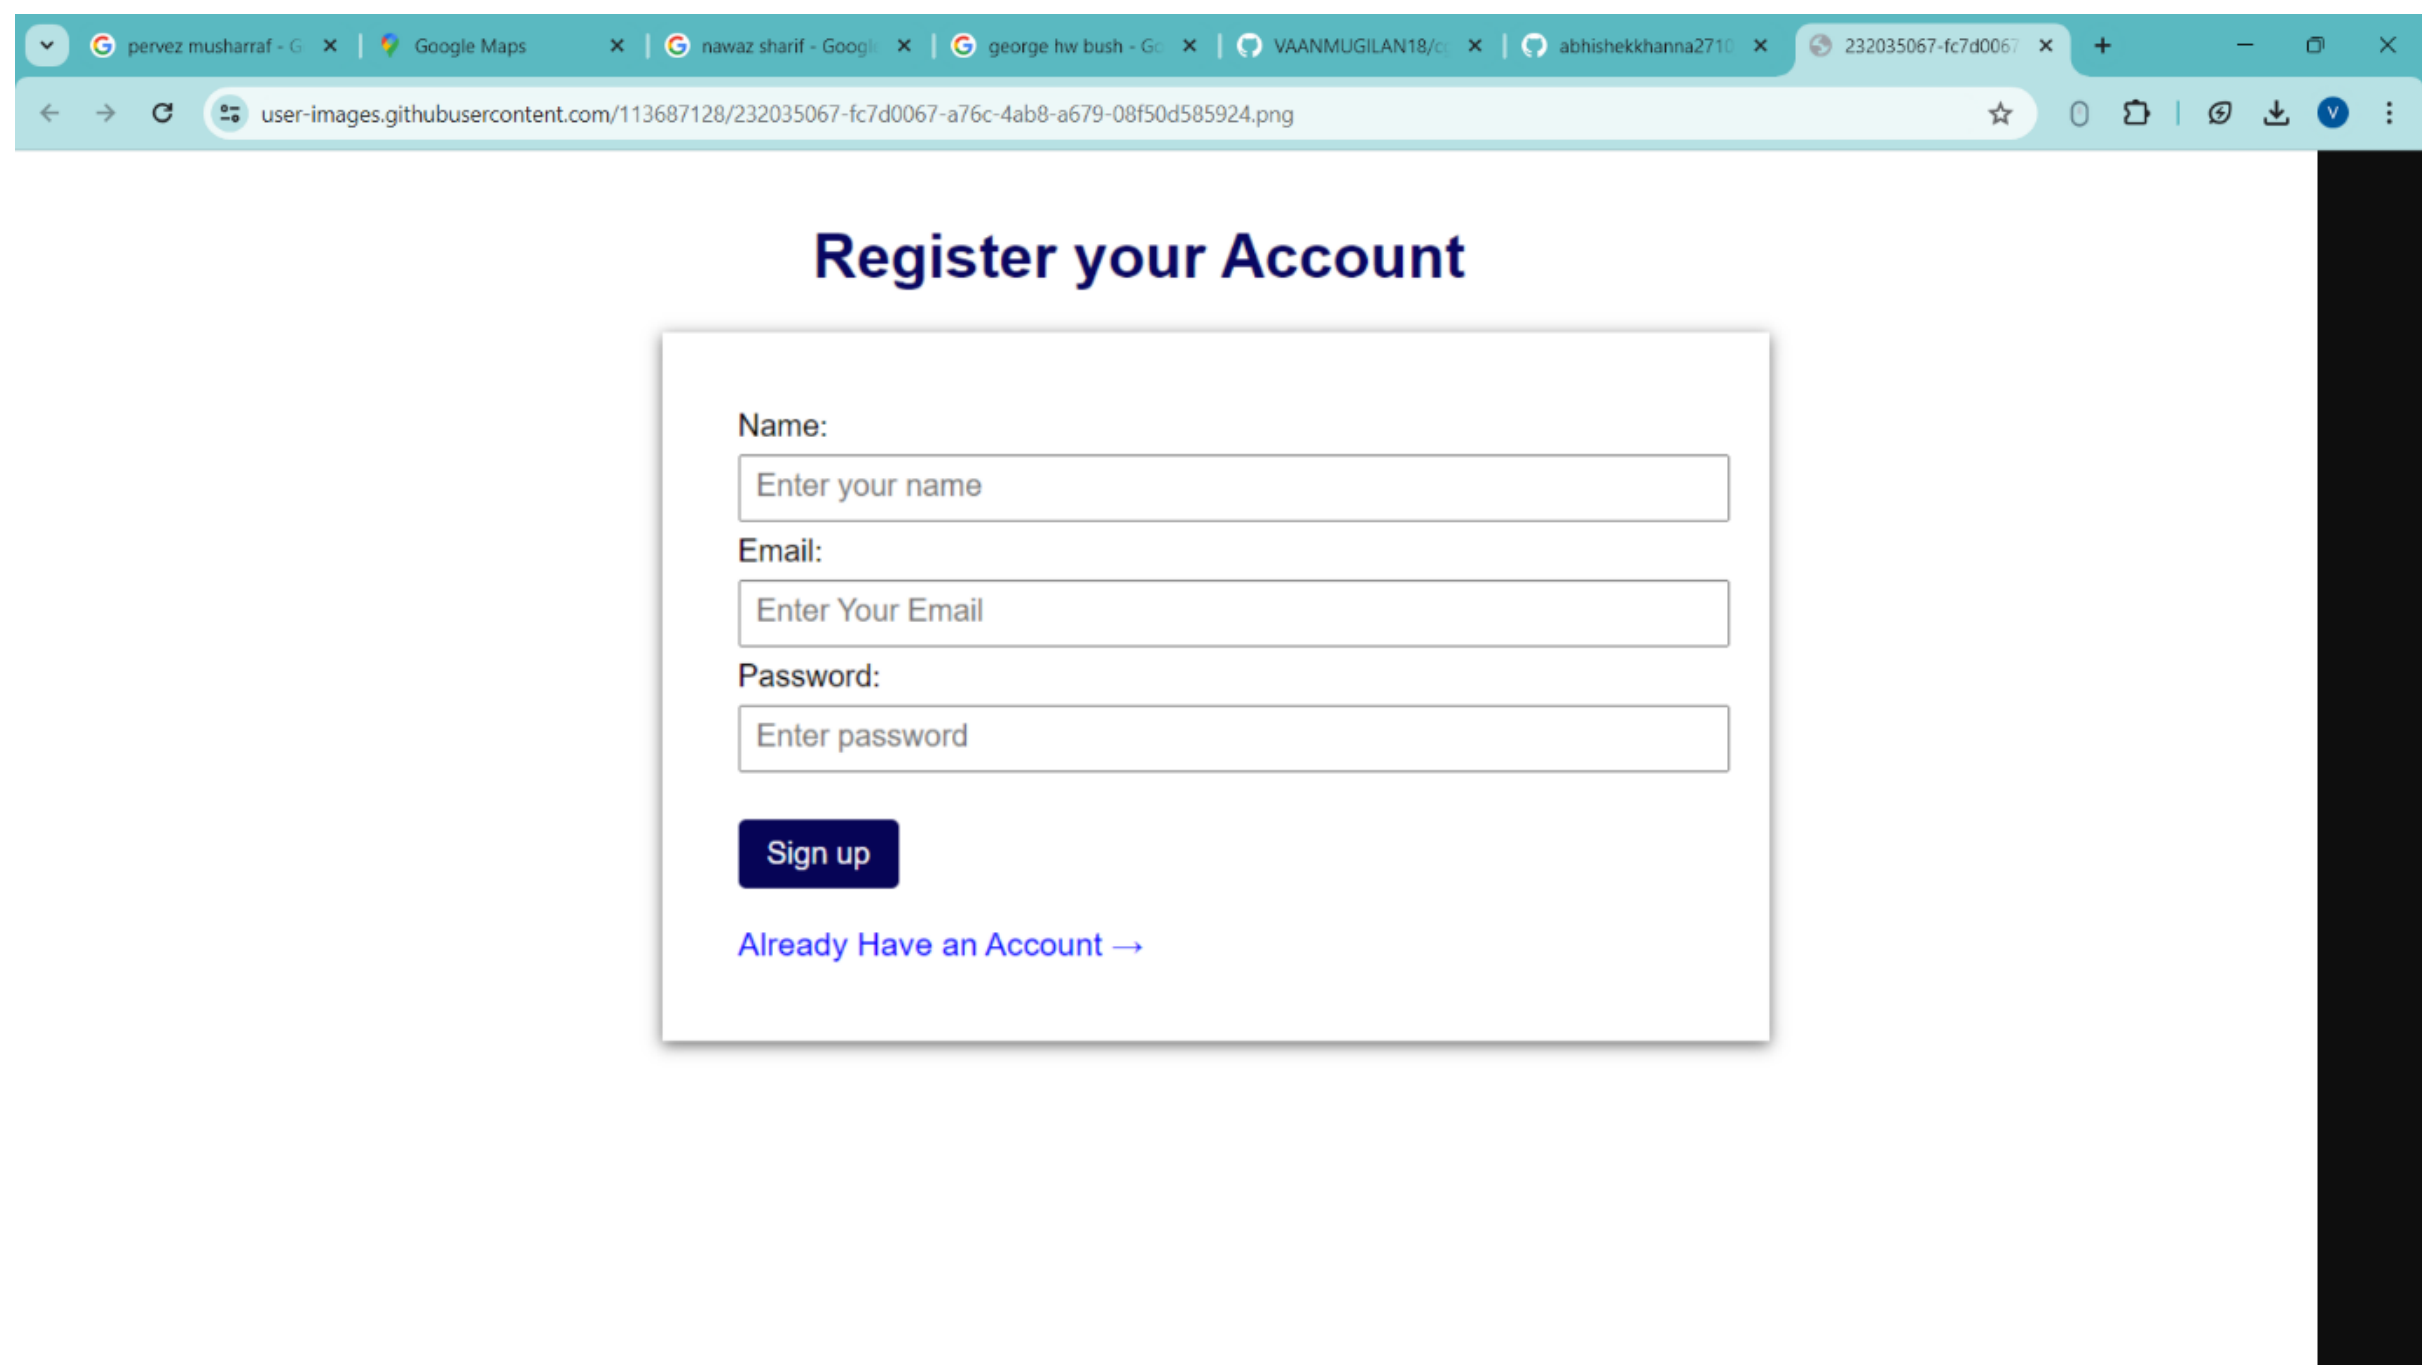 pervez musharraf - G
Google Maps
nawaz sharif - Googl
george hw bush - Go
VAANMUGILAN18/
abhishekkhanna2710
232035067-fc7d0067
user-images.githubusercontent.com/113687128/232035067-fc7d0067-a76c-4ab8-a679-08f50d585924.png
V
Register your Account
Name:
Enter your name
Email:
Enter Your Email
Password:
Enter password
Sign up
Already Have an Account →